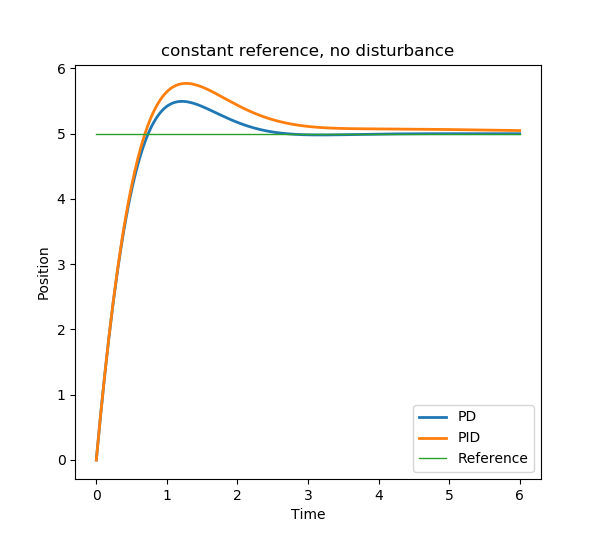 constant reference, no disturbance
6
5
4
3
2
1
0
Position
0 1 2 3 4 5 6
Time
PD
PID
Reference